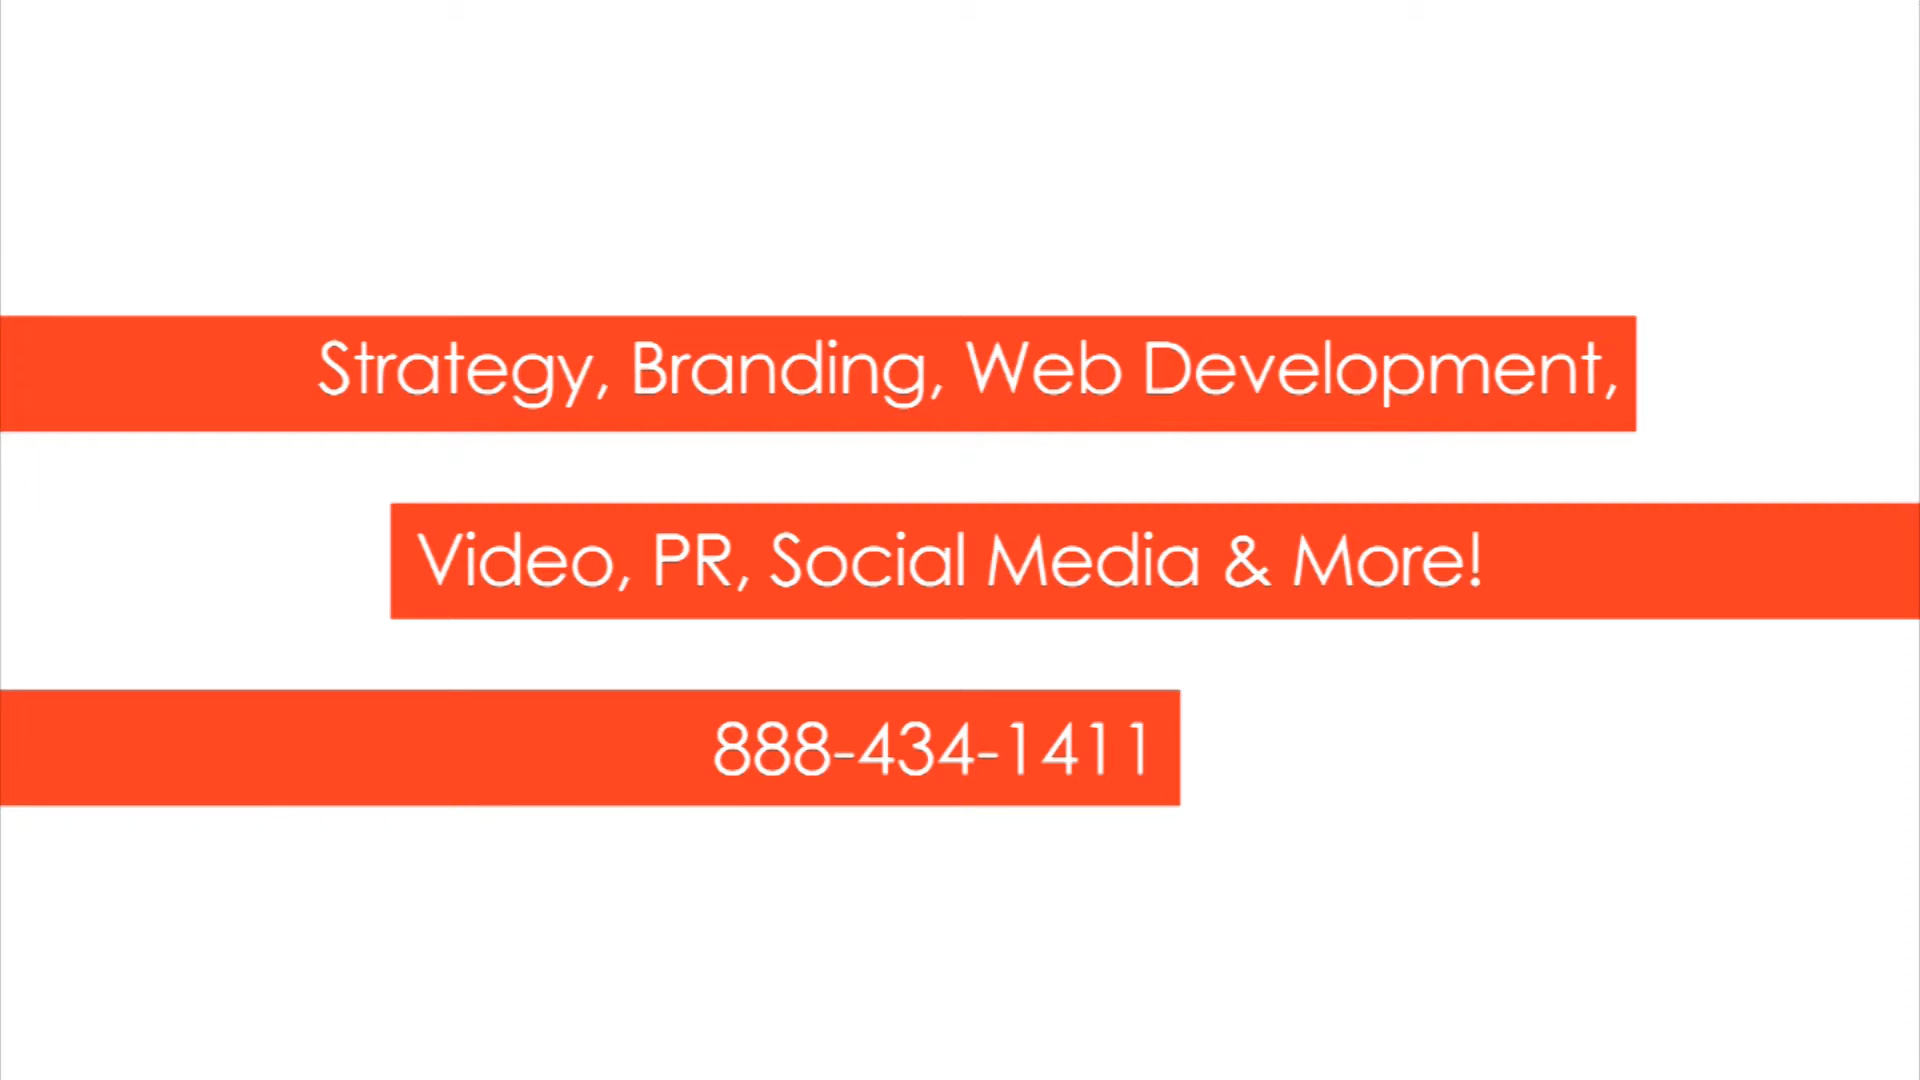 Strategy, Branding, Web Development,
Video, PR, Social Media & More!
888-434-1411